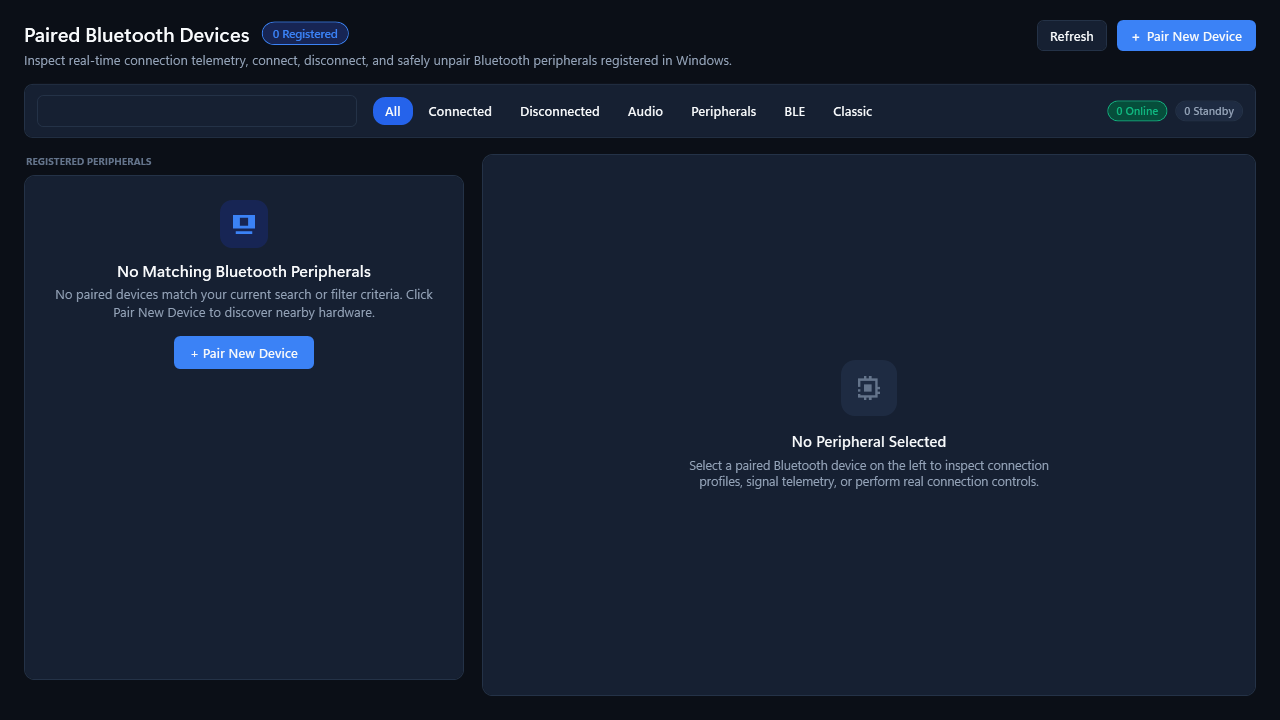 Paired Bluetooth Devices
0 Registered
Refresh
+ Pair New Device
Inspect real-time connection telemetry, connect, disconnect, and safely unpair Bluetooth peripherals registered in Windows.
All
Connected
Disconnected
Audio
Peripherals
BLE
Classic
0 Online
0 Standby
REGISTERED PERIPHERALS
No Matching Bluetooth Peripherals
No paired devices match your current search or filter criteria. Click
Pair New Device to discover nearby hardware.
+ Pair New Device
No Peripheral Selected
Select a paired Bluetooth device on the left to inspect connection
profiles, signal telemetry, or perform real connection controls.